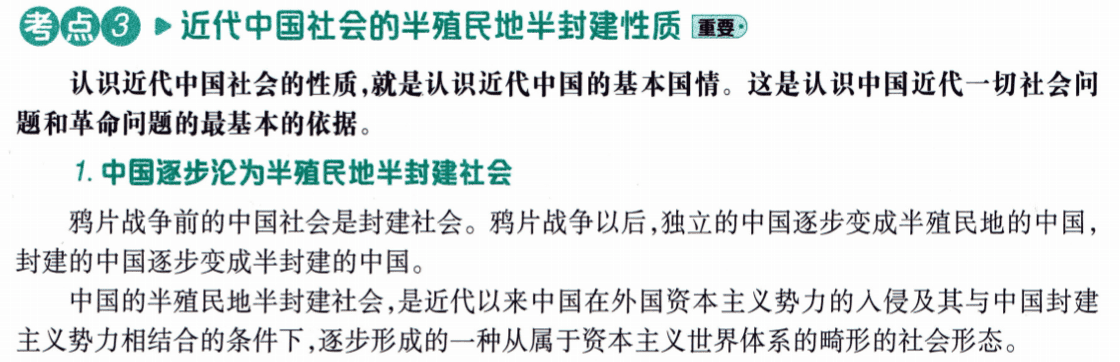 考点3 ▶ 近代中国社会的半殖民地半封建性质 重要
认识近代中国社会的性质,就是认识近代中国的基本国情。这是认识中国近代一切社会问
题和革命问题的最基本的依据。
1. 中国逐步沦为半殖民地半封建社会
鸦片战争前的中国社会是封建社会。鸦片战争以后,独立的中国逐步变成半殖民地的中国,
封建的中国逐步变成半封建的中国。
中国的半殖民地半封建社会,是近代以来中国在外国资本主义势力的入侵及其与中国封建
主义势力相结合的条件下,逐步形成的一种从属于资本主义世界体系的畸形的社会形态。